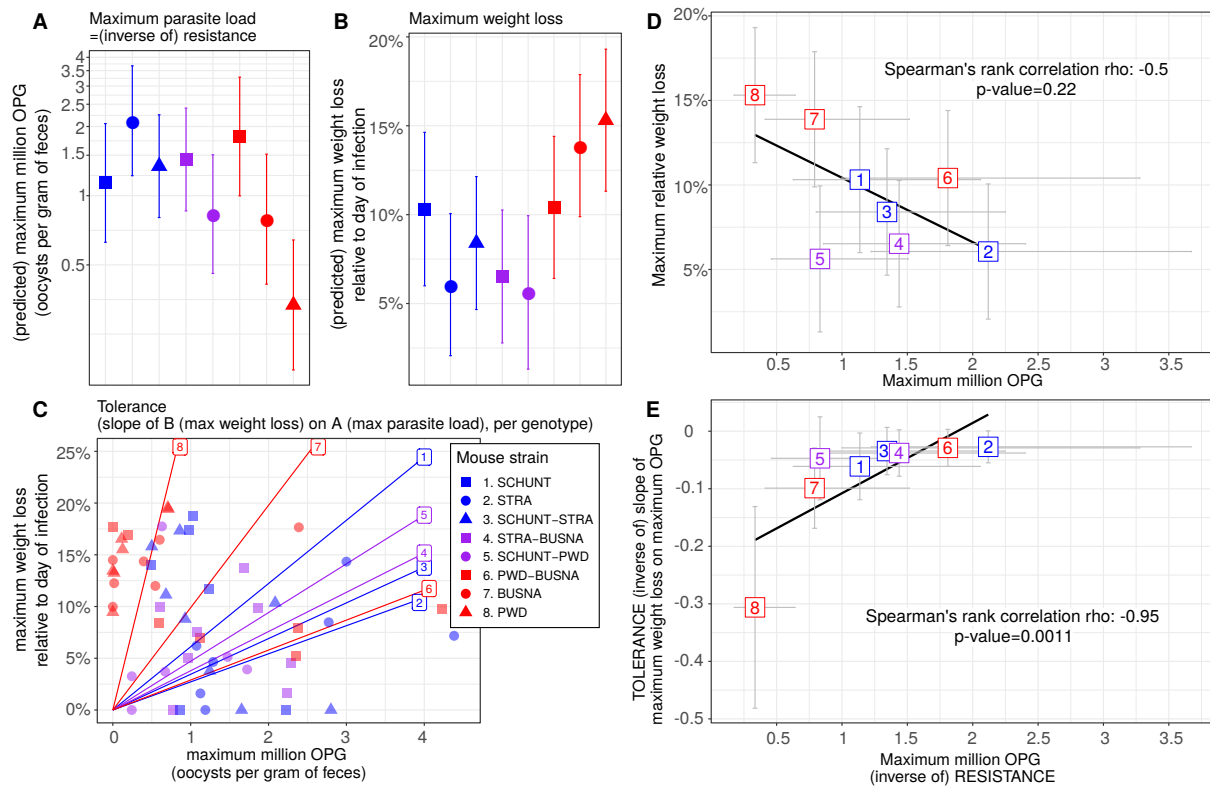 A
Maximum parasite load
=(inverse of) resistance
(predicted) maximum million OPG
(oocysts per gram of feces)
4
3.5
3
2.5
2
1.5
1
0.5
B
Maximum weight loss
(predicted) maximum weight loss
relative to day of infection
20%
15%
10%
5%
C
Tolerance
(slope of B (max weight loss) on A (max parasite load), per genotype)
maximum weight loss
relative to day of infection
25%
20%
15%
10%
5%
0%
8
7
1
5
4
3
6
2
0
1
2
3
4
maximum million OPG
(oocysts per gram of feces)
Mouse strain
1. SCHUNT
2. STRA
3. SCHUNT−STRA
4. STRA−BUSNA
5. SCHUNT−PWD
6. PWD−BUSNA
7. BUSNA
8. PWD
D
Maximum relative weight loss
20%
15%
10%
5%
Spearman's rank correlation rho: -0.5
p-value=0.22
8
7
1
6
3
4
5
2
0.5
1
1.5
2
2.5
3
3.5
Maximum million OPG
E
TOLERANCE (inverse of) slope of
maximum weight loss on maximum OPG
0
-0.1
-0.2
-0.3
-0.4
-0.5
5
1
3
4
6
2
7
8
Spearman's rank correlation rho: -0.95
p-value=0.0011
0.5
1
1.5
2
2.5
3
3.5
Maximum million OPG
(inverse of) RESISTANCE